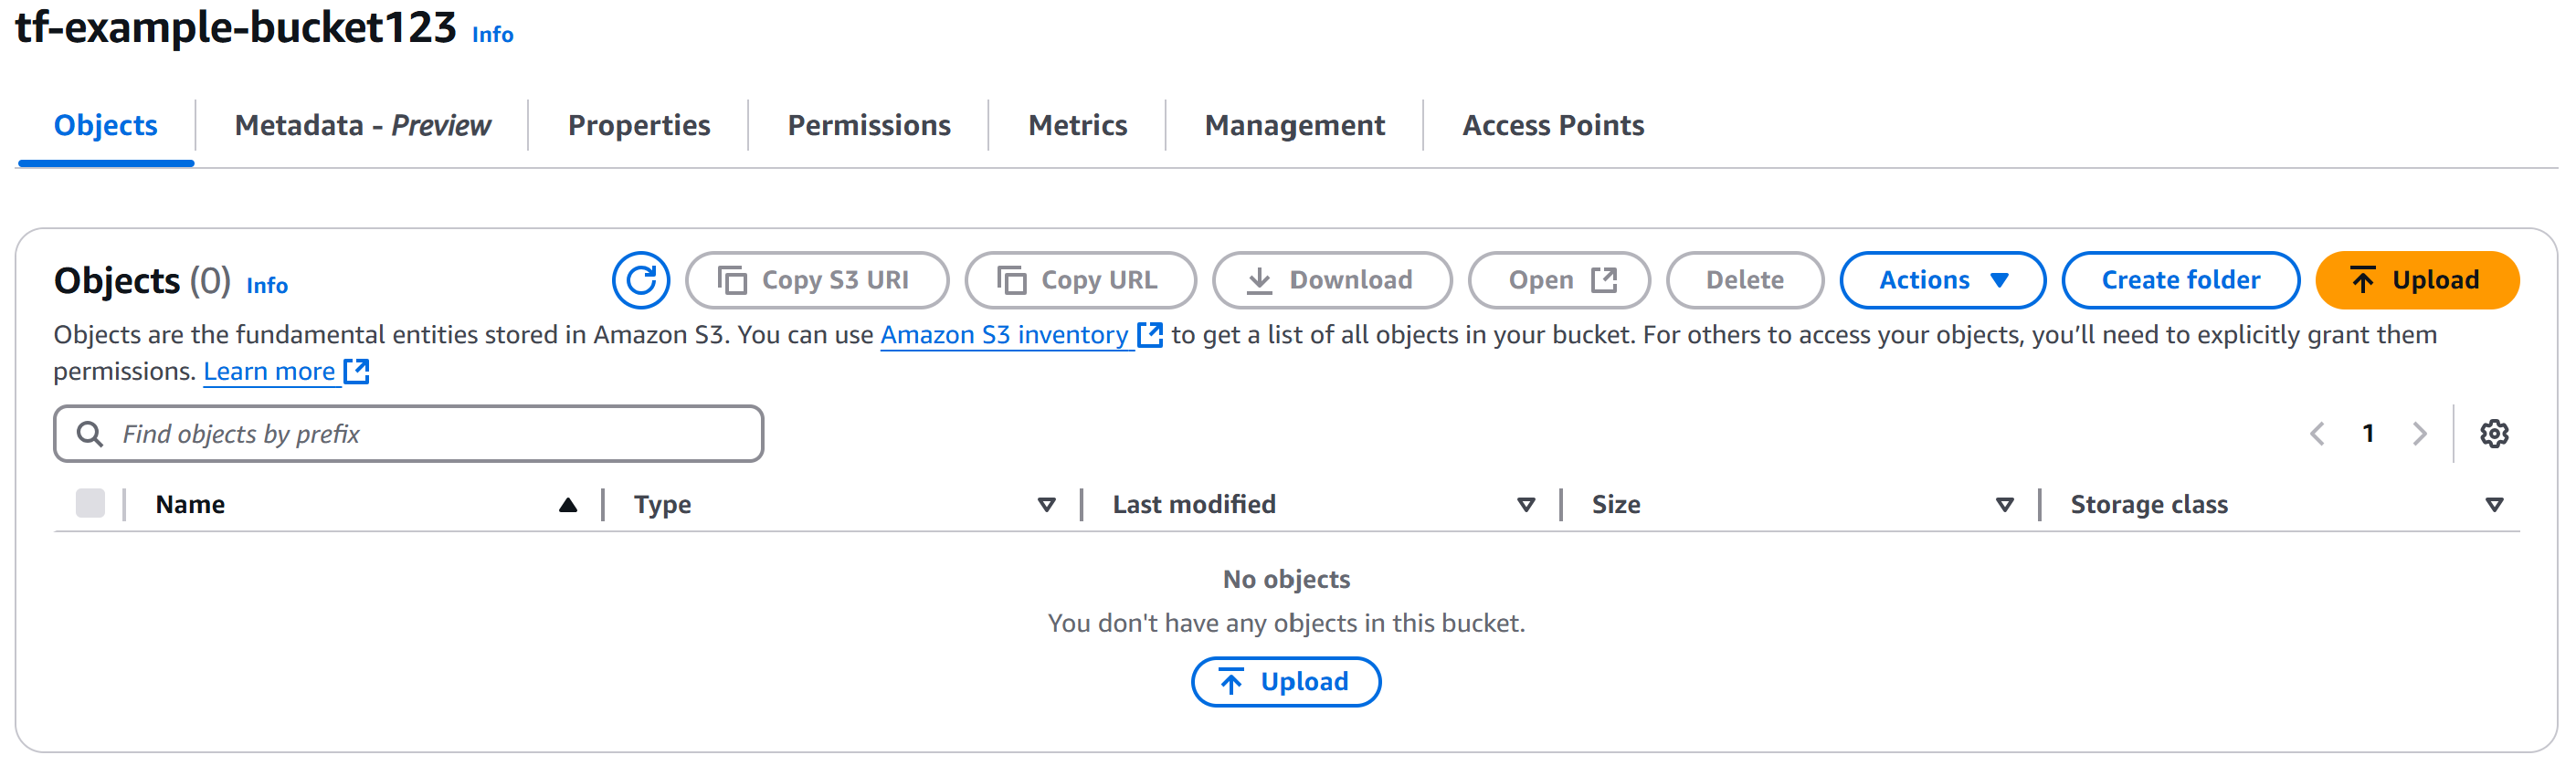 tf-example-bucket123 Info
Objects Metadata - Preview Properties Permissions Metrics Management Access Points
Objects (0) Info Copy S3 URI Copy URL Download Open Delete Actions Create folder Upload
Objects are the fundamental entities stored in Amazon S3. You can use Amazon S3 inventory to get a list of all objects in your bucket. For others to access your objects, you’ll need to explicitly grant them
permissions. Learn more
Find objects by prefix 1
Name Type Last modified Size Storage class
No objects
You don't have any objects in this bucket.
Upload